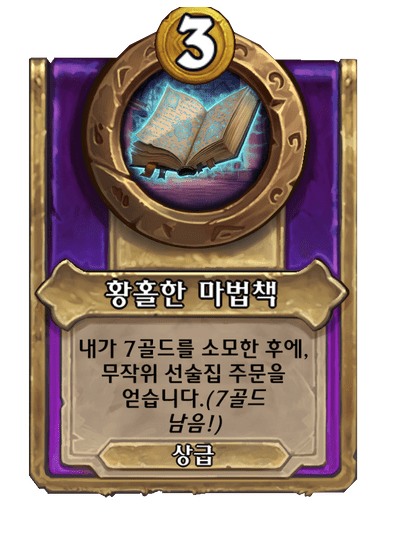 3
황홀한 마법책
내가 7골드를 소모한 후에,
무작위 선술집 주문을
얻습니다.(7골드
남음!)
상급